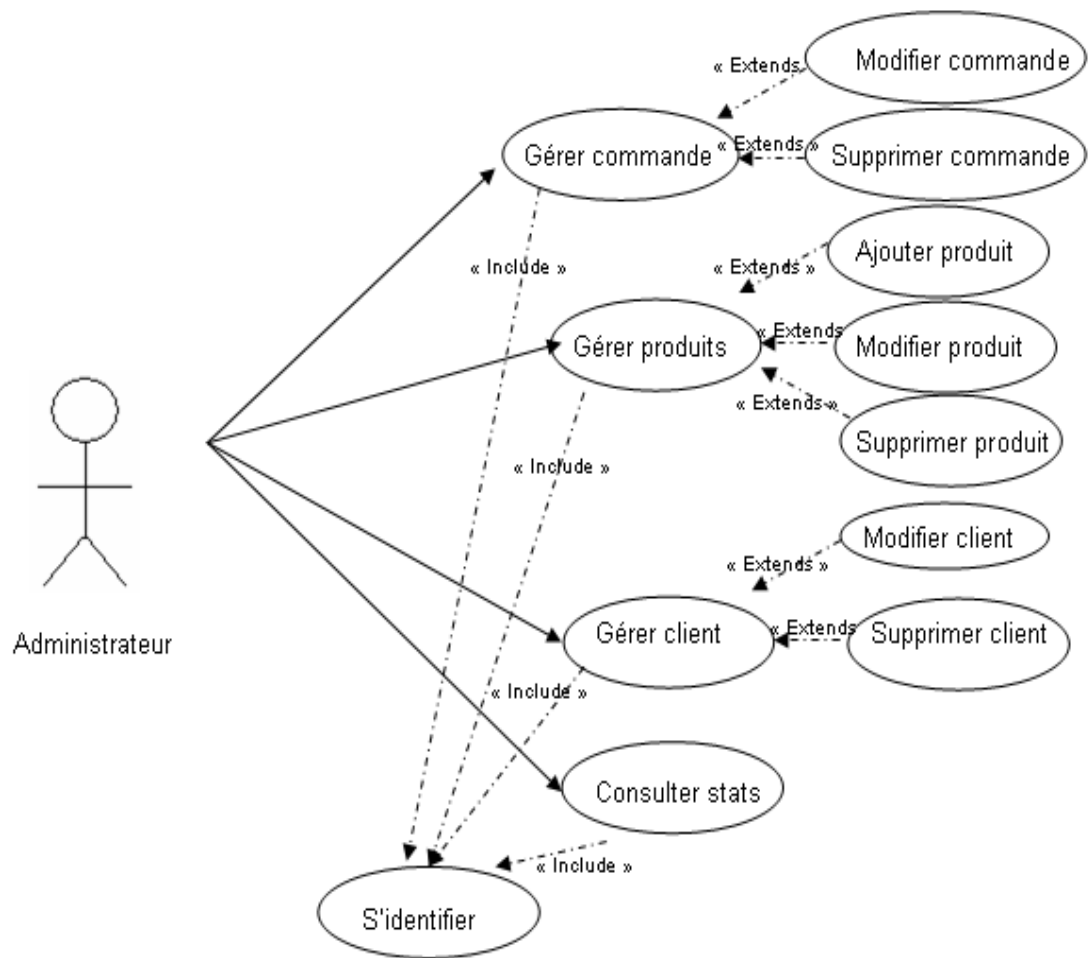 Modifier commande
« Extends
Gérer commande
« Extends »
Supprimer commande
Ajouter produit
« Extends »
« Include »
Gérer produits
« Extends
Modifier produit
« Extends »
Supprimer produit
« Include »
Modifier client
« Extends »
Administrateur
Gérer client
« Extends
Supprimer client
« Include »
Consulter stats
« Include »
S'identifier